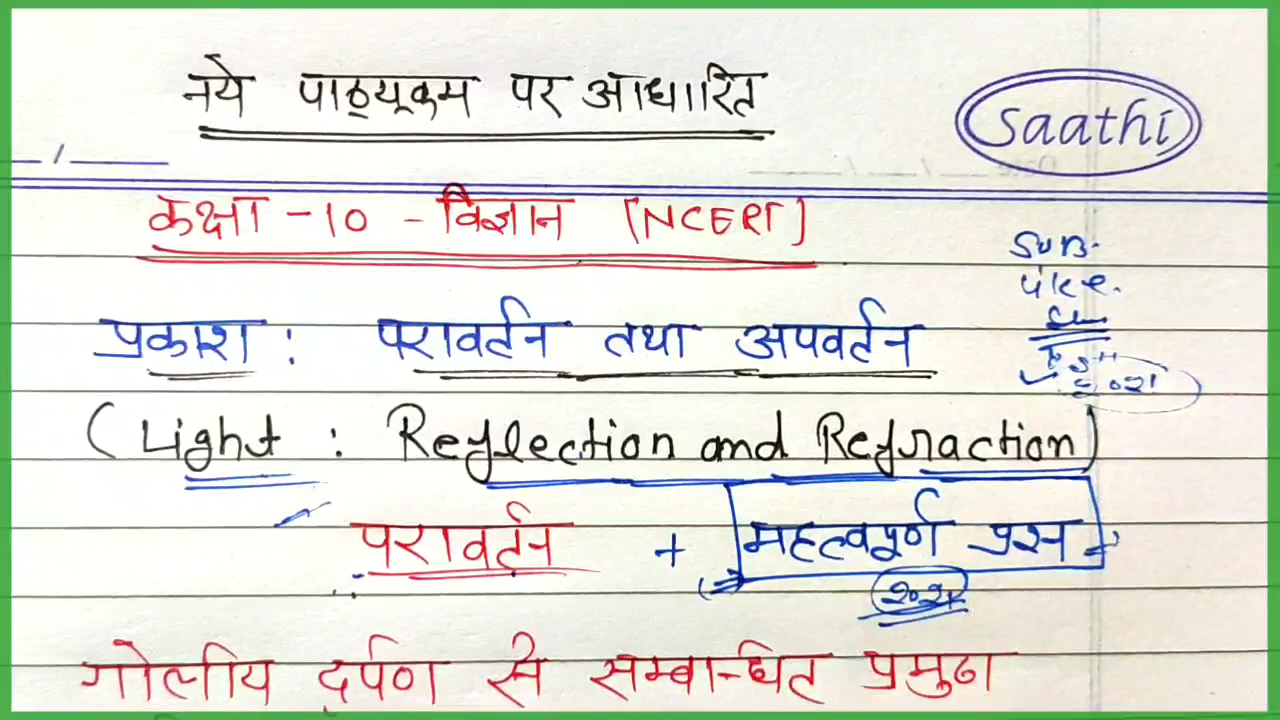 नये पाठ्यक्रम पर आधारित
Saathi
कक्षा -10 - विज्ञान [NCERT]
प्रकाश : परावर्तन तथा अपवर्तन
2021
(Light : Reflection and Refraction)
परावर्तन + महत्वपूर्ण प्रश्न
गोलीय दर्पण से सम्बन्धित प्रमुख